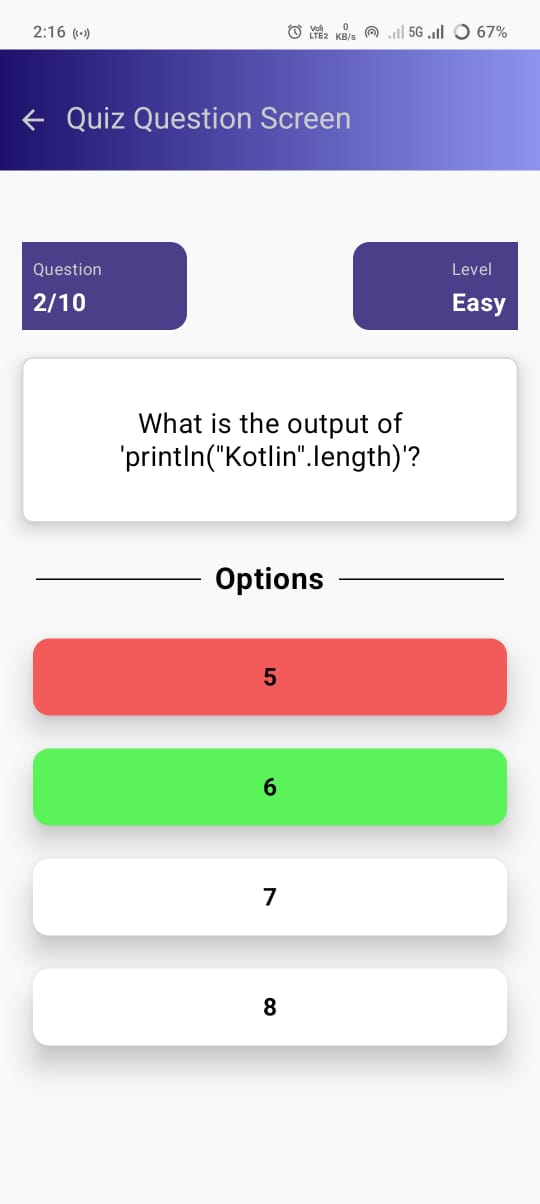 2:16
Vo) LTE2 0 KB/s 5G 67%
Quiz Question Screen
Question
2/10
Level
Easy
What is the output of
'println("Kotlin".length)'?
Options
5
6
7
8